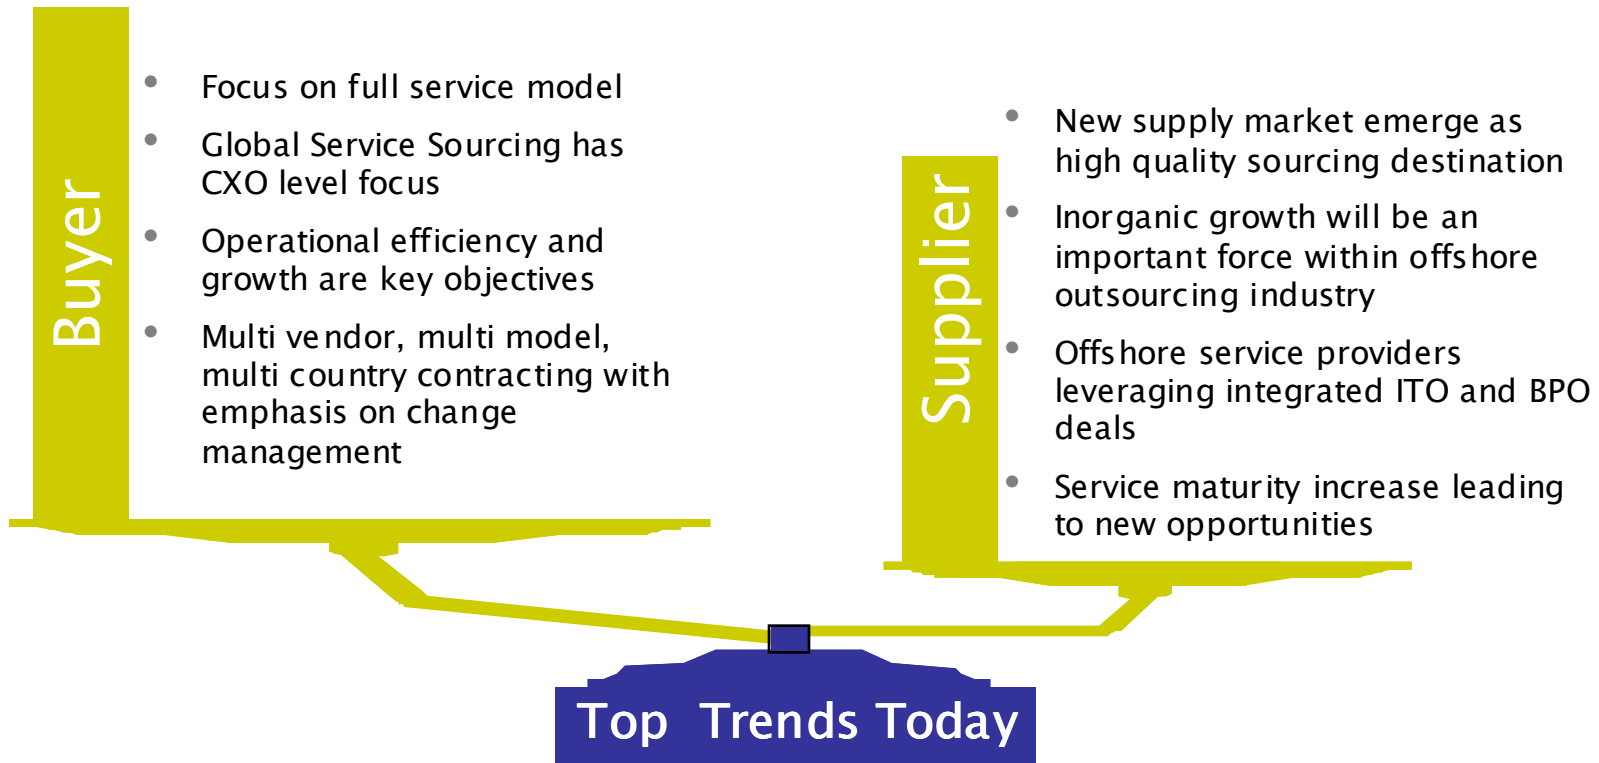 Buyer
• Focus on full service model
• Global Service Sourcing has
CXO level focus
• Operational efficiency and
growth are key objectives
• Multi vendor, multi model,
multi country contracting with
emphasis on change
management
Supplier
• New supply market emerge as
high quality sourcing destination
• Inorganic growth will be an
important force within offshore
outsourcing industry
• Offshore service providers
leveraging integrated ITO and BPO
deals
• Service maturity increase leading
to new opportunities
Top Trends Today